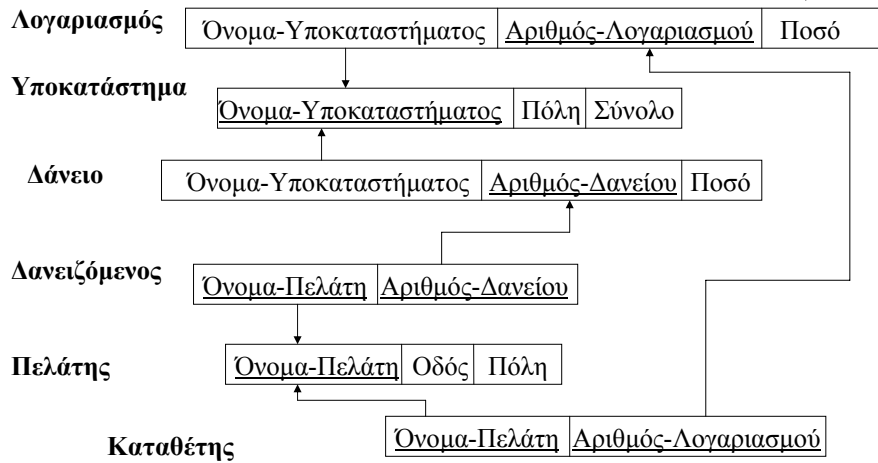 Λογαριασμός Όνομα-Υποκαταστήματος Αριθμός-Λογαριασμού Ποσό
Υποκατάστημα
Όνομα-Υποκαταστήματος Πόλη Σύνολο
Δάνειο Όνομα-Υποκαταστήματος Αριθμός-Δανείου Ποσό
Δανειζόμενος Όνομα-Πελάτη Αριθμός-Δανείου
Πελάτης Όνομα-Πελάτη Οδός Πόλη
Καταθέτης Όνομα-Πελάτη Αριθμός-Λογαριασμού